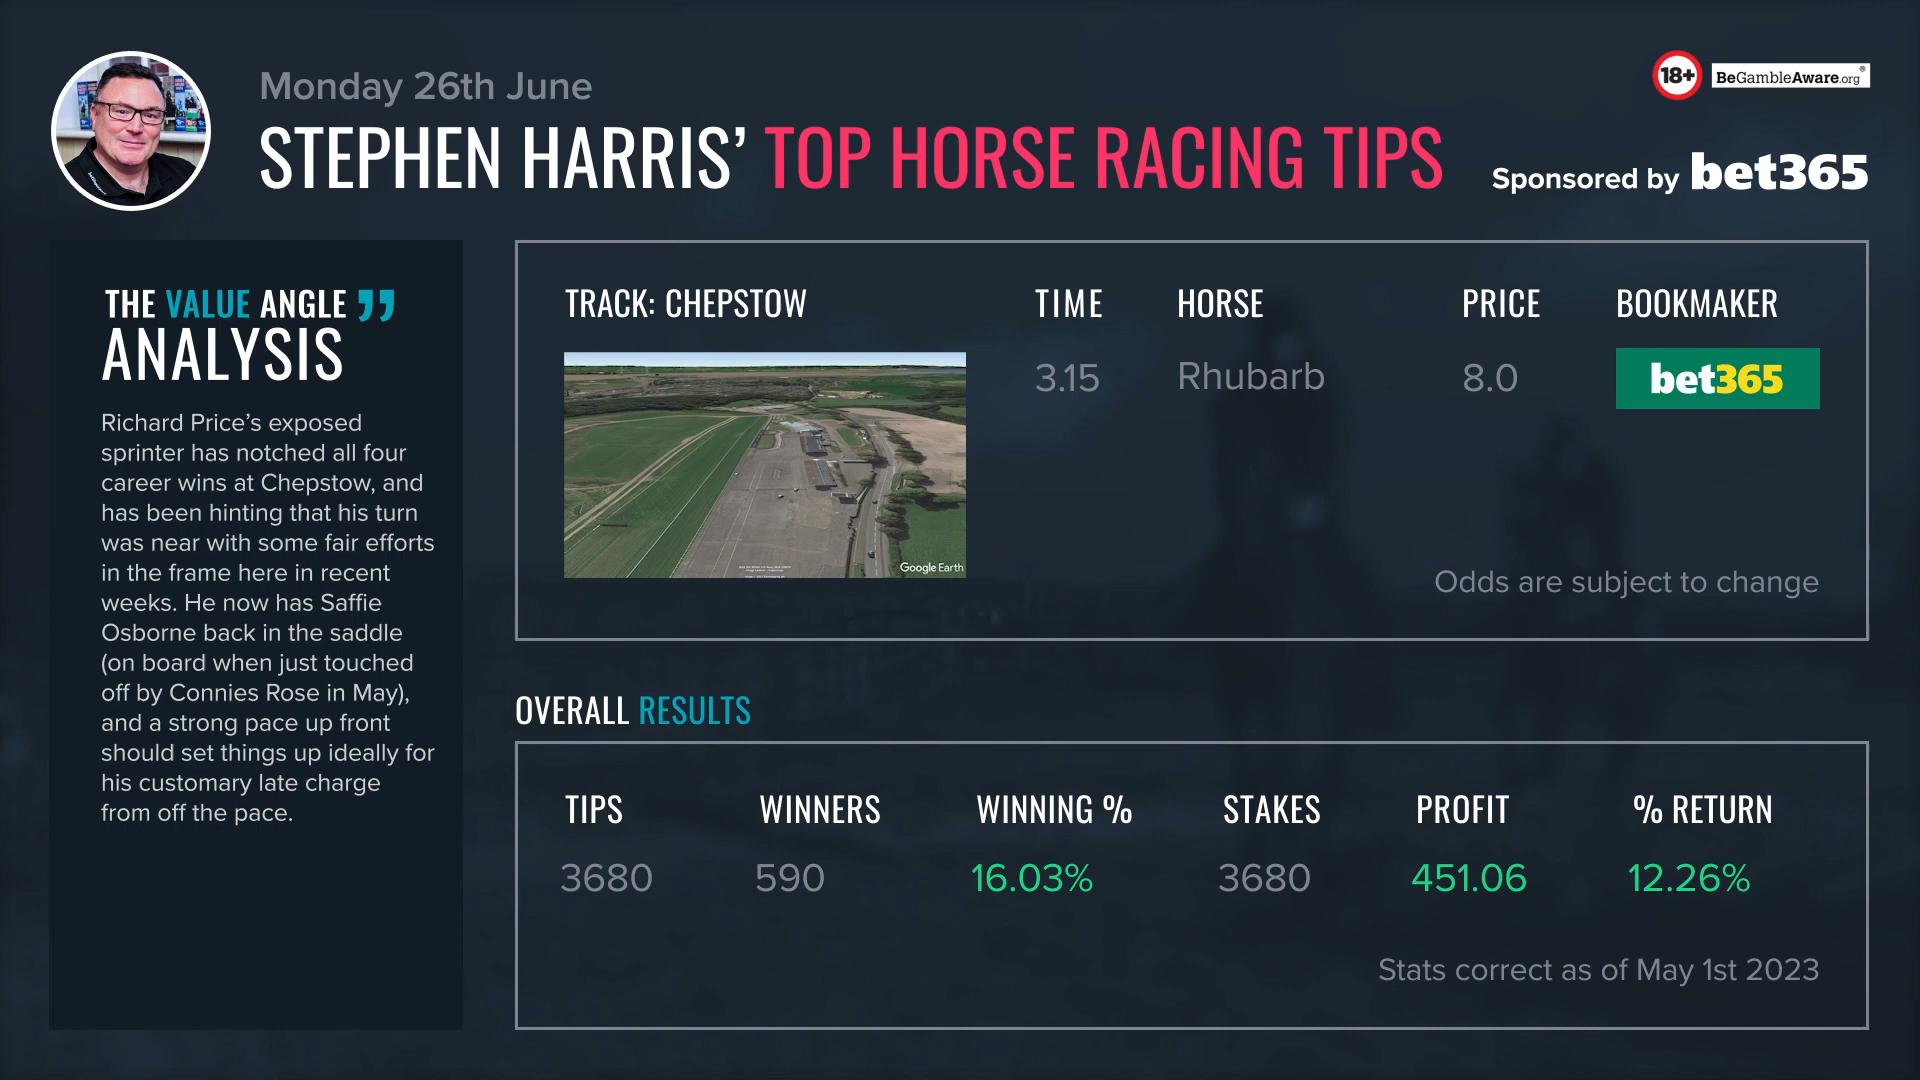 Monday 26th June
STEPHEN HARRIS’ TOP HORSE RACING TIPS
18+
BeGambleAware.org®
Sponsored by bet365
THE VALUE ANGLE ”
ANALYSIS
Richard Price’s exposed
sprinter has notched all four
career wins at Chepstow, and
has been hinting that his turn
was near with some fair efforts
in the frame here in recent
weeks. He now has Saffie
Osborne back in the saddle
(on board when just touched
off by Connies Rose in May),
and a strong pace up front
should set things up ideally for
his customary late charge
from off the pace.
TRACK: CHEPSTOW
TIME HORSE PRICE BOOKMAKER
3.15 Rhubarb 8.0 bet365
Google Earth
Odds are subject to change
OVERALL RESULTS
TIPS WINNERS WINNING % STAKES PROFIT % RETURN
3680 590 16.03% 3680 451.06 12.26%
Stats correct as of May 1st 2023